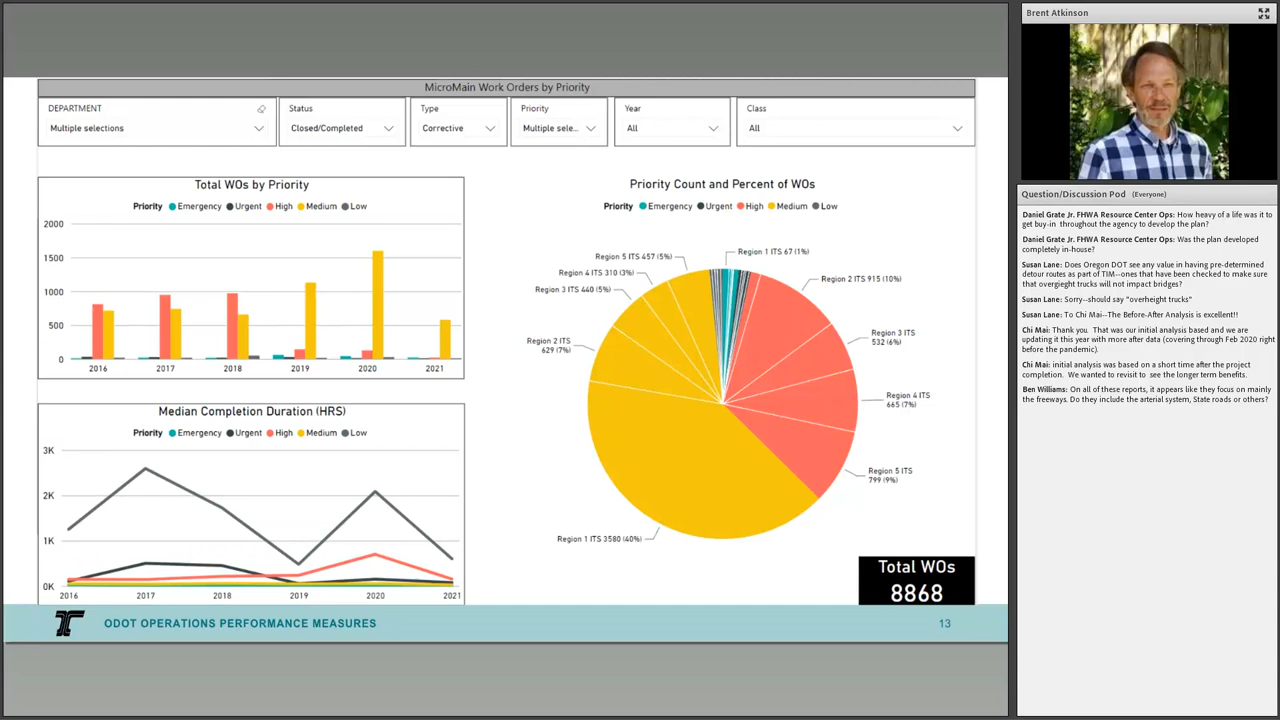 MicroMain Work Orders by Priority
DEPARTMENT
Multiple selections
Status
Closed/Completed
Type
Corrective
Priority
Multiple sele...
Year
All
Class
All
Total WOs by Priority
Priority Emergency Urgent High Medium Low
2000
1500
1000
500
0
2016 2017 2018 2019 2020 2021
Median Completion Duration (HRS)
Priority Emergency Urgent High Medium Low
3K
2K
1K
0K
2016 2017 2018 2019 2020 2021
Priority Count and Percent of WOs
Priority Emergency Urgent High Medium Low
Region 1 ITS 67 (1%)
Region 2 ITS 915 (10%)
Region 3 ITS
532 (6%)
Region 4 ITS
665 (7%)
Region 5 ITS
799 (9%)
Region 1 ITS 3580 (40%)
Region 2 ITS
629 (7%)
Region 3 ITS 440 (5%)
Region 4 ITS 310 (3%)
Region 5 ITS 457 (5%)
Total WOs
8868
ODOT OPERATIONS PERFORMANCE MEASURES
13
Brent Atkinson
Question/Discussion Pod (Everyone)
Daniel Grate Jr. FHWA Resource Center Ops: How heavy of a life was it to
get buy-in throughout the agency to develop the plan?
Daniel Grate Jr. FHWA Resource Center Ops: Was the plan developed
completely in-house?
Susan Lane: Does Oregon DOT see any value in having pre-determined
detour routes as part of TIM--ones that have been checked to make sure
that overgieght trucks will not impact bridges?
Susan Lane: Sorry--should say "overheight trucks"
Susan Lane: To Chi Mai--The Before-After Analysis is excellent!!
Chi Mai: Thank you. That was our initial analysis based and we are
updating it this year with more after data (covering through Feb 2020 right
before the pandemic).
Chi Mai: initial analysis was based on a short time after the project
completion. We wanted to revisit to see the longer term benefits.
Ben Williams: On all of these reports, it appears like they focus on mainly
the freeways. Do they include the arterial system, State roads or others?